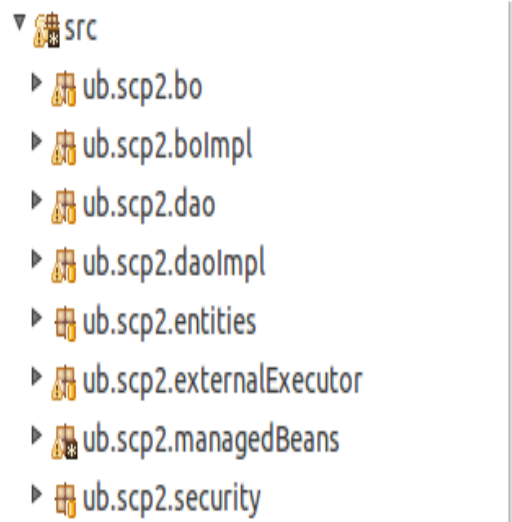 src
ub.scp2.bo
ub.scp2.boImpl
ub.scp2.dao
ub.scp2.daoImpl
ub.scp2.entities
ub.scp2.externalExecutor
ub.scp2.managedBeans
ub.scp2.security